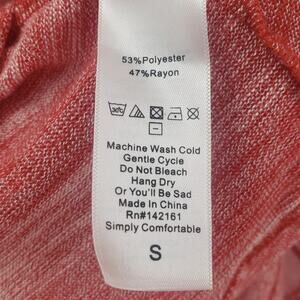 53%Polyester
47%Rayon
Machine Wash Cold
Gentle Cycle
Do Not Bleach
Hang Dry
Or You'll Be Sad
Made In China
Rn#142161
Simply Comfortable
S